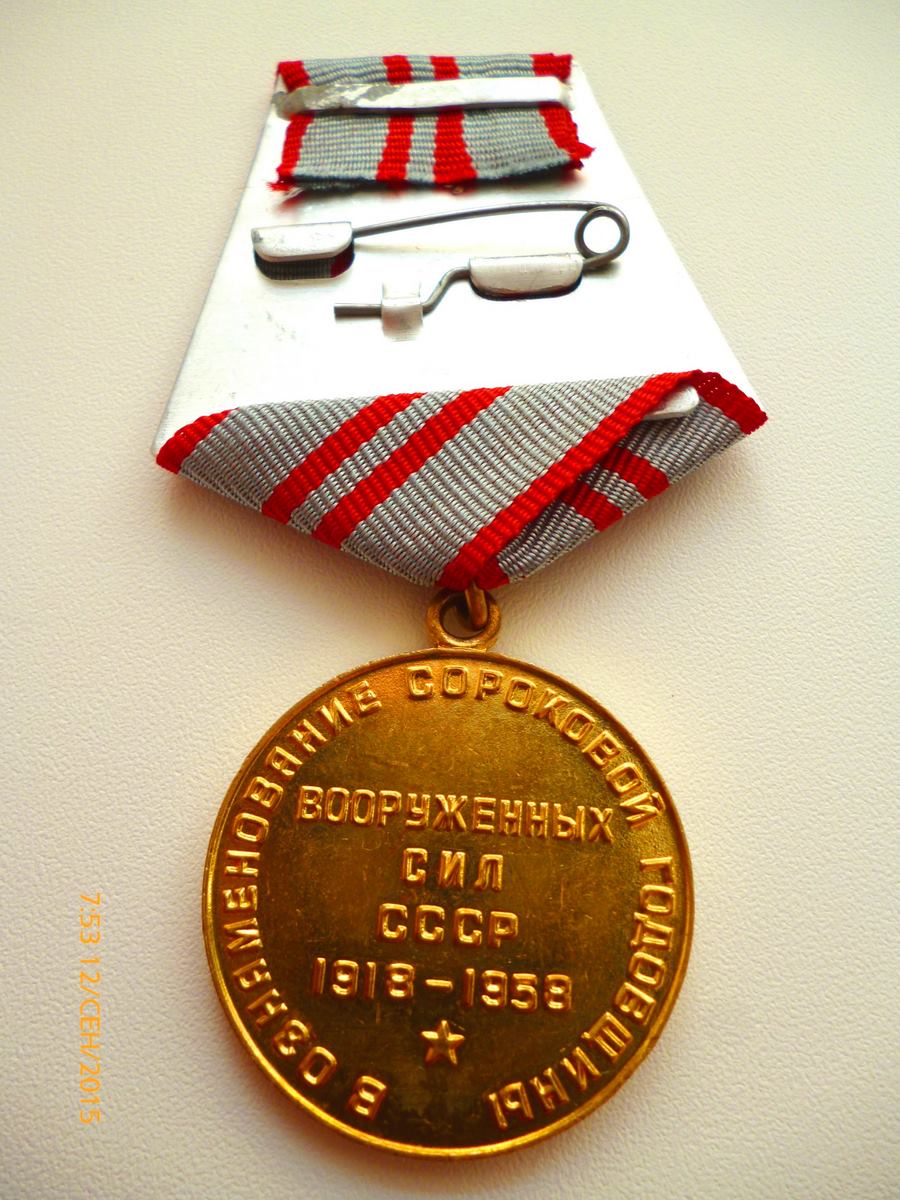 В ОЗНАМЕНОВАНИЕ СОРОКОВОЙ ГОДОВЩИНЫ
ВООРУЖЕННЫХ
СИЛ
СССР
1918-1958
7:53 12/СЕН/2015